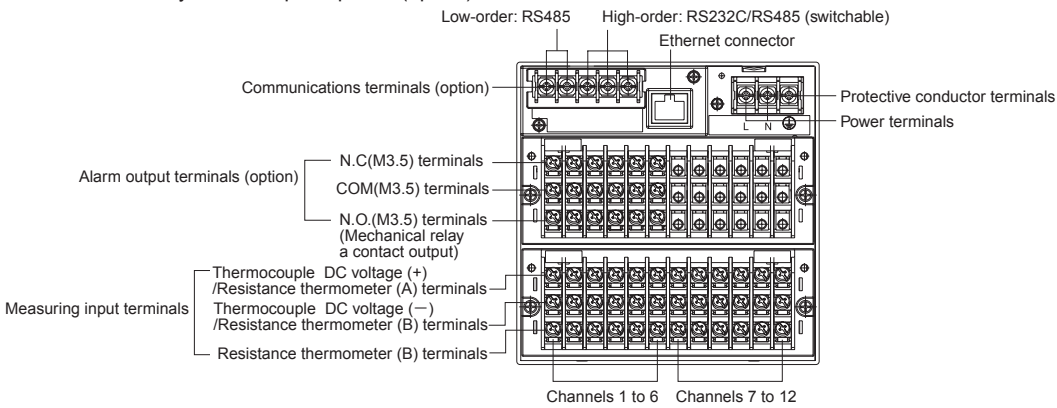 Low-order: RS485
High-order: RS232C/RS485 (switchable)
Ethernet connector
Communications terminals (option)
Protective conductor terminals
Power terminals
L N
Alarm output terminals (option)
N.C(M3.5) terminals
COM(M3.5) terminals
N.O.(M3.5) terminals
(Mechanical relay
a contact output)
Measuring input terminals
Thermocouple DC voltage (+)
/Resistance thermometer (A) terminals
Thermocouple DC voltage (－)
/Resistance thermometer (B) terminals
Resistance thermometer (B) terminals
Channels 1 to 6
Channels 7 to 12